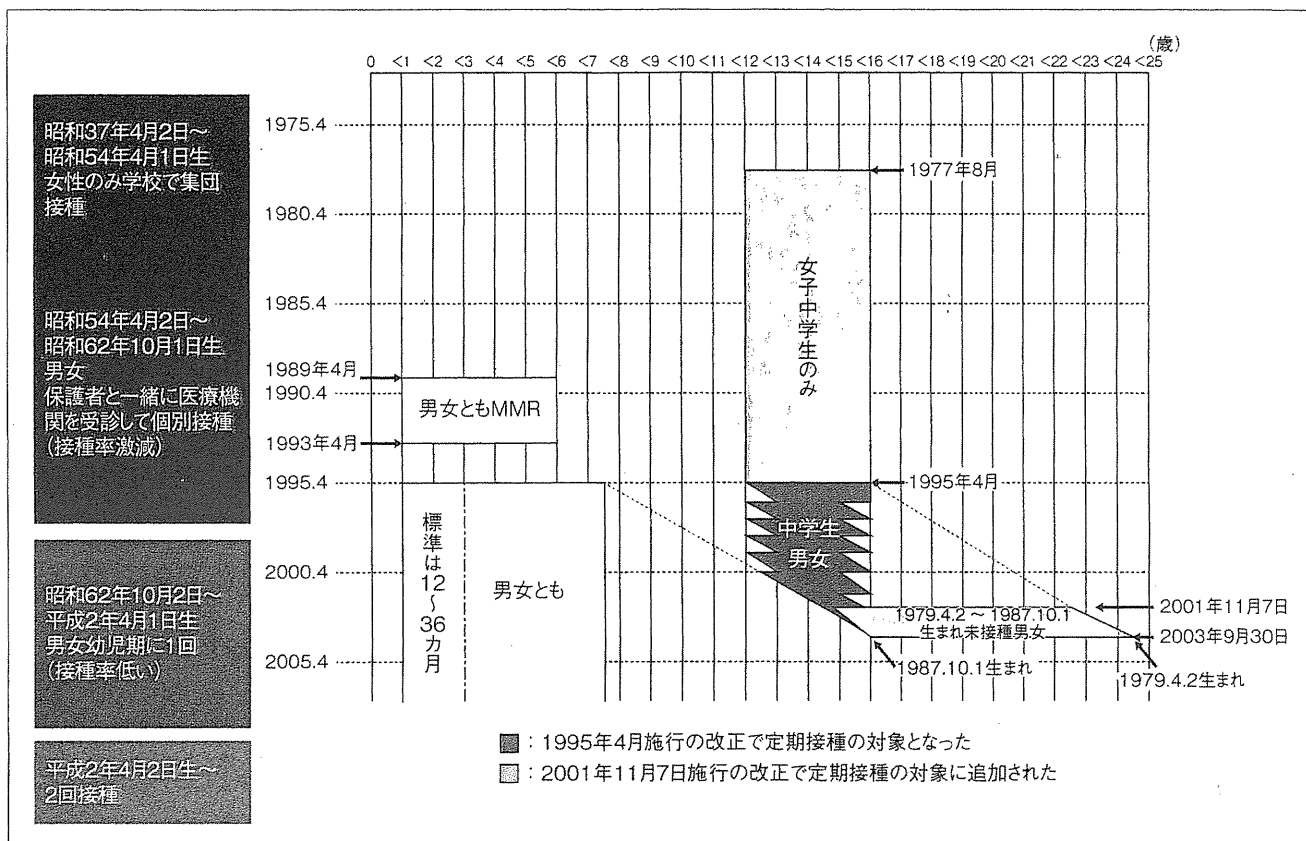 (歳)
0 <1 <2 <3 <4 <5 <6 <7 <8 <9 <10 <11 <12 <13 <14 <15 <16 <17 <18 <19 <20 <21 <22 <23 <24 <25
昭和37年4月2日〜
昭和54年4月1日生
女性のみ学校で集団
接種
昭和54年4月2日〜
昭和62年10月1日生
男女
保護者と一緒に医療機
関を受診して個別接種
(接種率激減)
昭和62年10月2日〜
平成2年4月1日生
男女幼児期に1回
(接種率低い)
平成2年4月2日生〜
2回接種
1975.4
1980.4
1985.4
1989年4月
1990.4
1993年4月
1995.4
2000.4
2005.4
1977年8月
女子中学生のみ
男女ともMMR
1995年4月
標準は12〜36カ月
男女とも
中学生
男女
1979.4.2 〜 1987.10.1
生まれ未接種男女
2001年11月7日
2003年9月30日
1987.10.1生まれ
1979.4.2生まれ
■：1995年4月施行の改正で定期接種の対象となった
□：2001年11月7日施行の改正で定期接種の対象に追加された